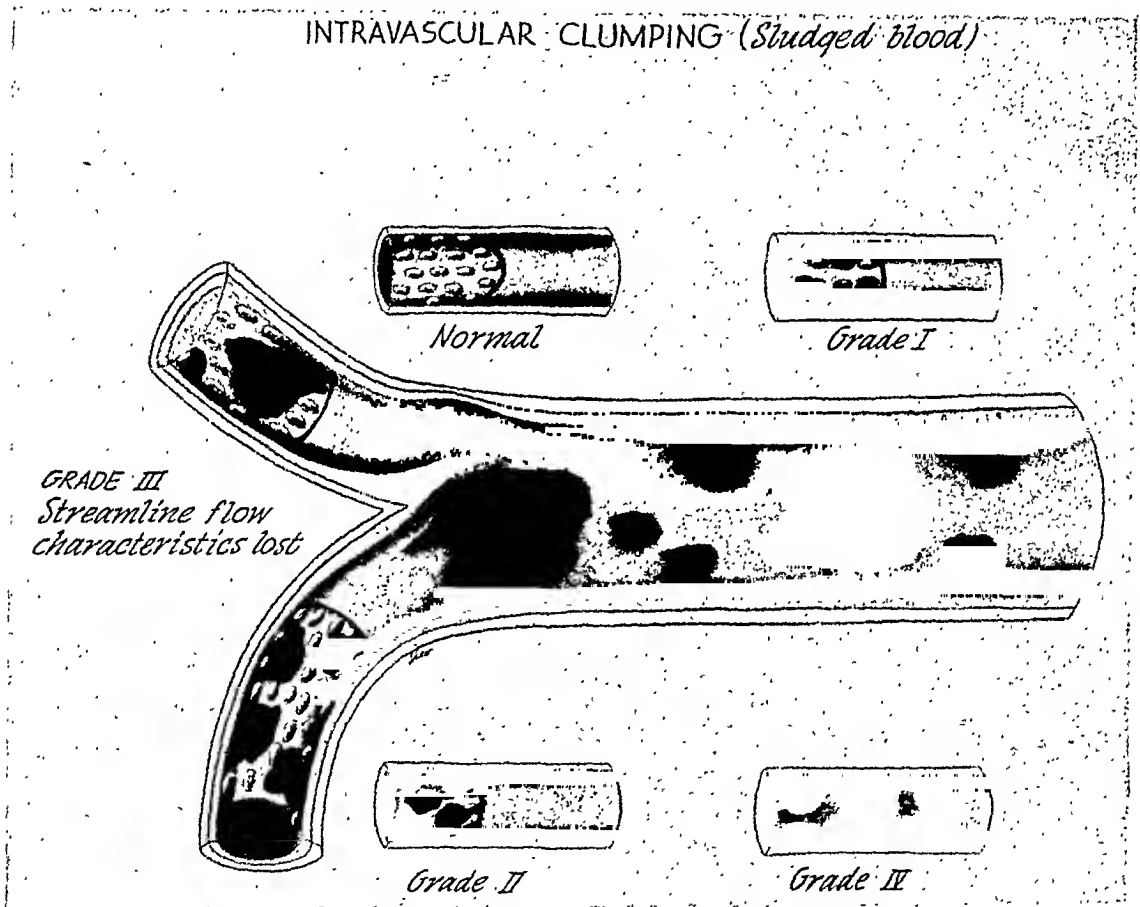 INTRAVASCULAR CLUMPING (Sludged blood)
Normal
Grade I
GRADE III
Streamline flow
characteristics lost
Grade II
Grade IV